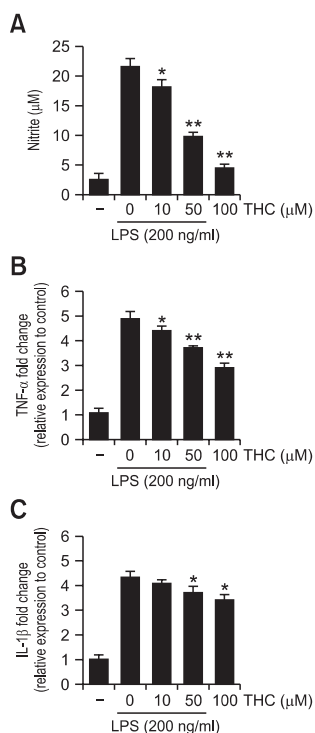 A
25
20
15
10
5
0
Nitrite (μM)
*
**
**
– 0 10 50 100 THC (μM)
LPS (200 ng/ml)
B
6
5
4
3
2
1
0
TNF-α fold change
(relative expression to control)
*
**
**
– 0 10 50 100 THC (μM)
LPS (200 ng/ml)
C
6
5
4
3
2
1
0
IL-1β fold change
(relative expression to control)
*
*
– 0 10 50 100 THC (μM)
LPS (200 ng/ml)